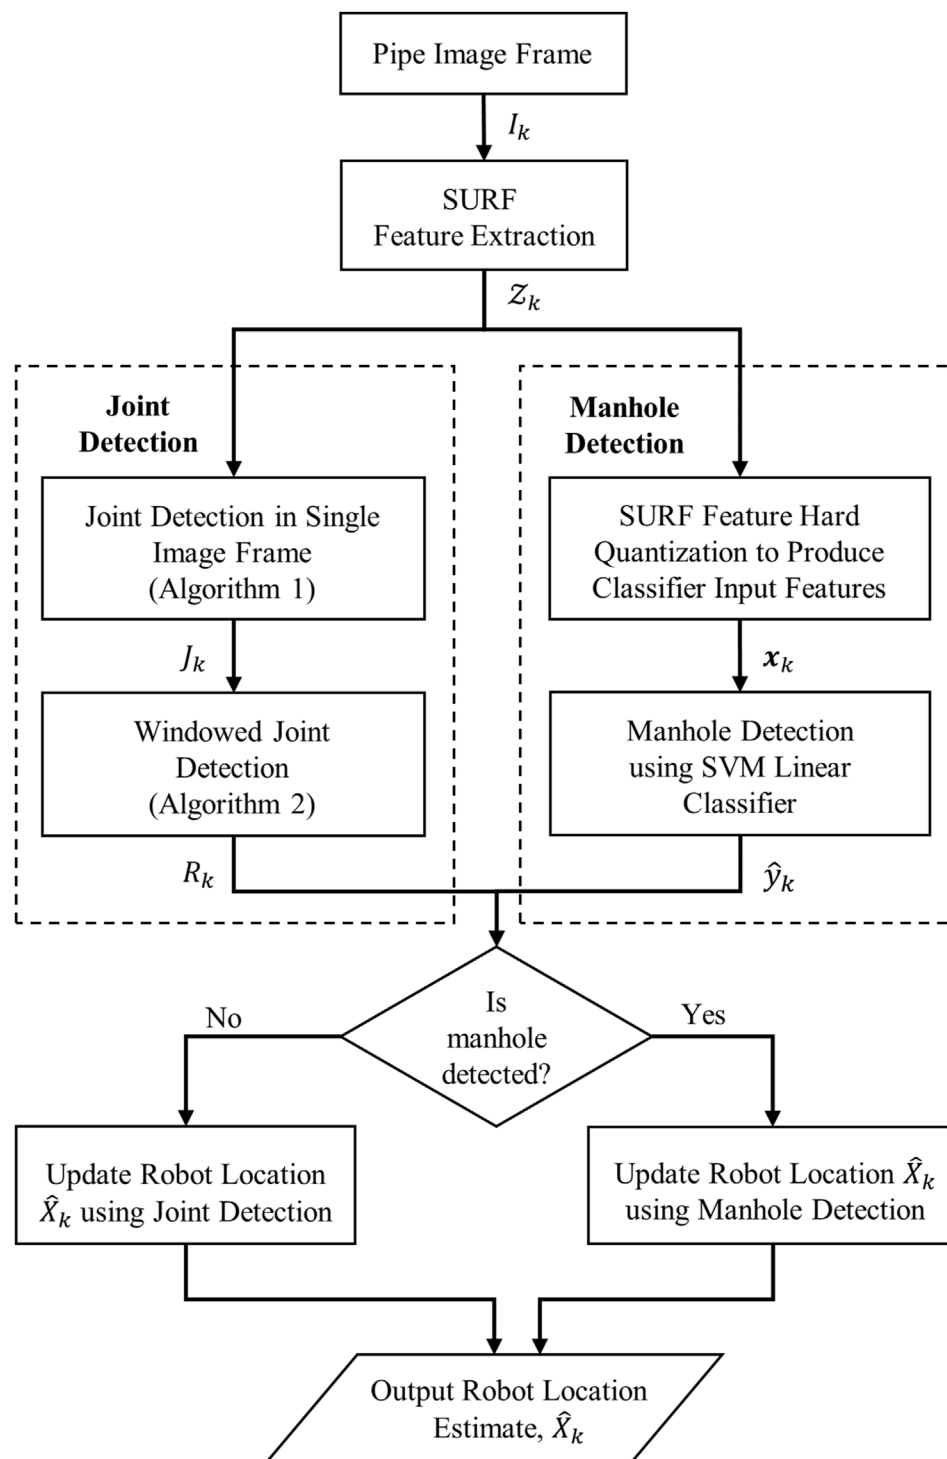 Pipe Image Frame
I_k
SURF
Feature Extraction
𝒵_k
Joint
Detection
Manhole
Detection
Joint Detection in Single
Image Frame
(Algorithm 1)
SURF Feature Hard
Quantization to Produce
Classifier Input Features
J_k
x_k
Windowed Joint
Detection
(Algorithm 2)
Manhole Detection
using SVM Linear
Classifier
R_k
ŷ_k
Is
manhole
detected?
No
Yes
Update Robot Location
X̂_k using Joint Detection
Update Robot Location X̂_k
using Manhole Detection
Output Robot Location
Estimate, X̂_k